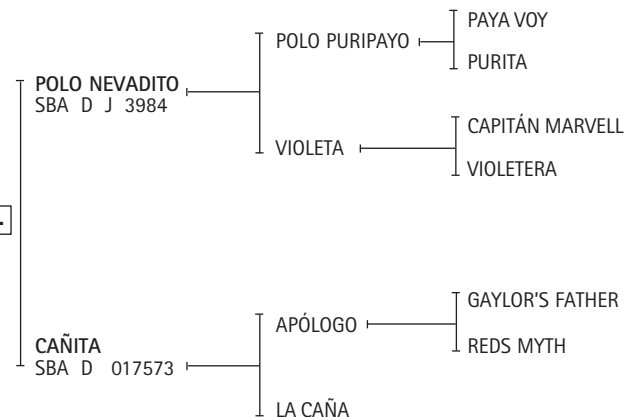 PAYA VOY
POLO PURIPAYO
PURITA
POLO NEVADITO
SBA D J 3984
CAPITÁN MARVELL
VIOLETA
VIOLETERA
GAYLOR'S FATHER
APÓLOGO
REDS MYTH
CAÑITA
SBA D 017573
LA CAÑA